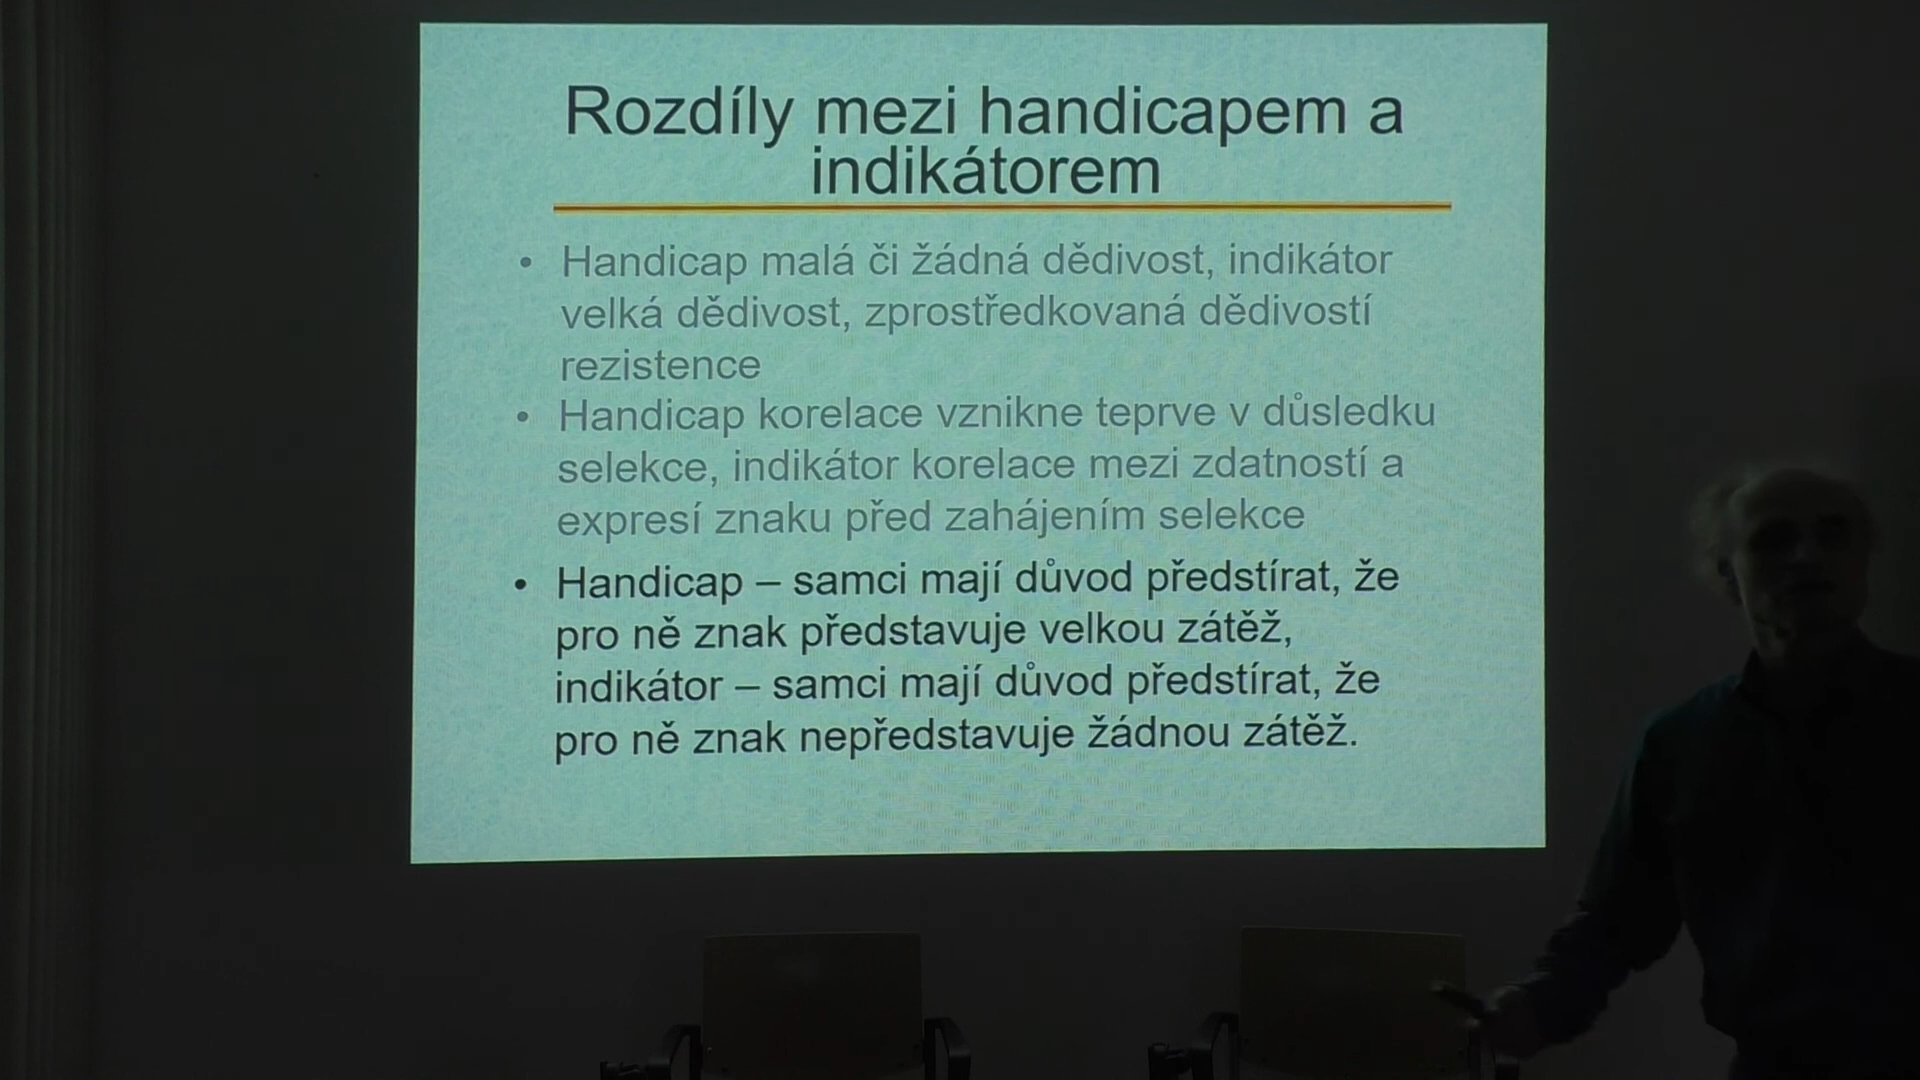 Rozdíly mezi handicapem a
indikátorem
• Handicap malá či žádná dědivost, indikátor
velká dědivost, zprostředkovaná dědivostí
rezistence
• Handicap korelace vznikne teprve v důsledku
selekce, indikátor korelace mezi zdatností a
expresí znaku před zahájením selekce
• Handicap – samci mají důvod předstírat, že
pro ně znak představuje velkou zátěž,
indikátor – samci mají důvod předstírat, že
pro ně znak nepředstavuje žádnou zátěž.